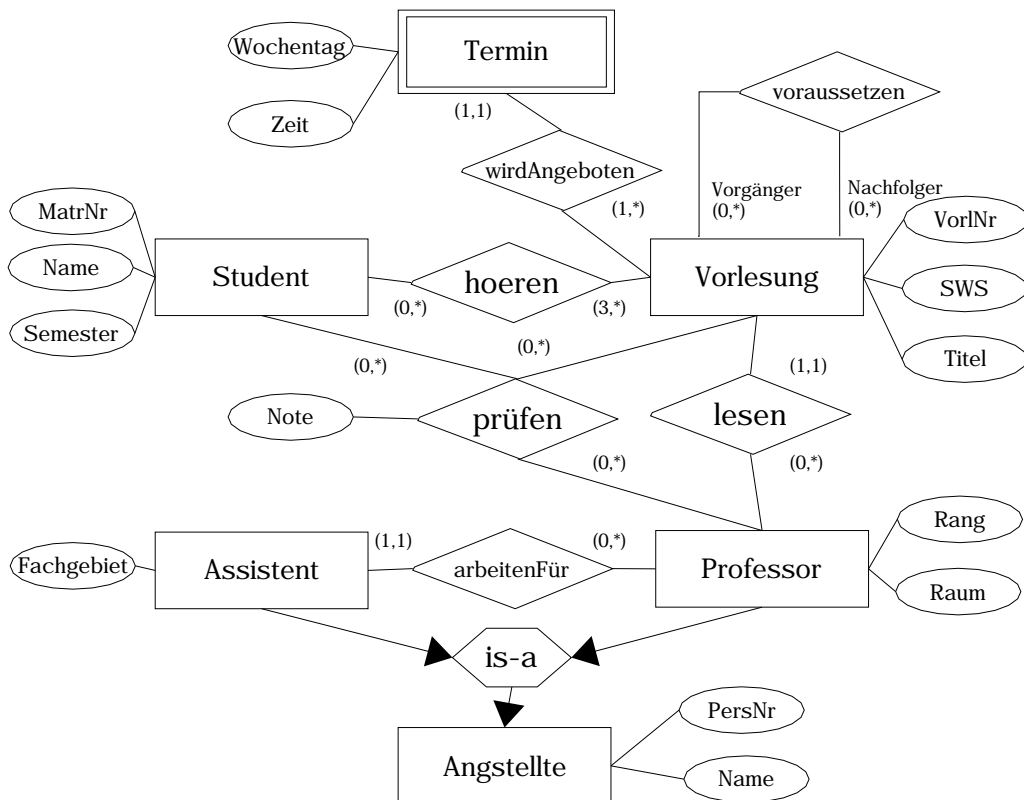 Termin
Wochentag
Zeit
(1,1)
voraussetzen
wirdAngeboten
(1,*)
Vorgänger
(0,*)
Nachfolger
(0,*)
MatrNr
Name
Semester
Student
hoeren
(0,*)
(3,*)
Vorlesung
VorlNr
SWS
Titel
(0,*)
(0,*)
(1,1)
Note
prüfen
lesen
(0,*)
(0,*)
Fachgebiet
Assistent
(1,1)
arbeitenFür
(0,*)
Professor
Rang
Raum
is-a
Angstellte
PersNr
Name